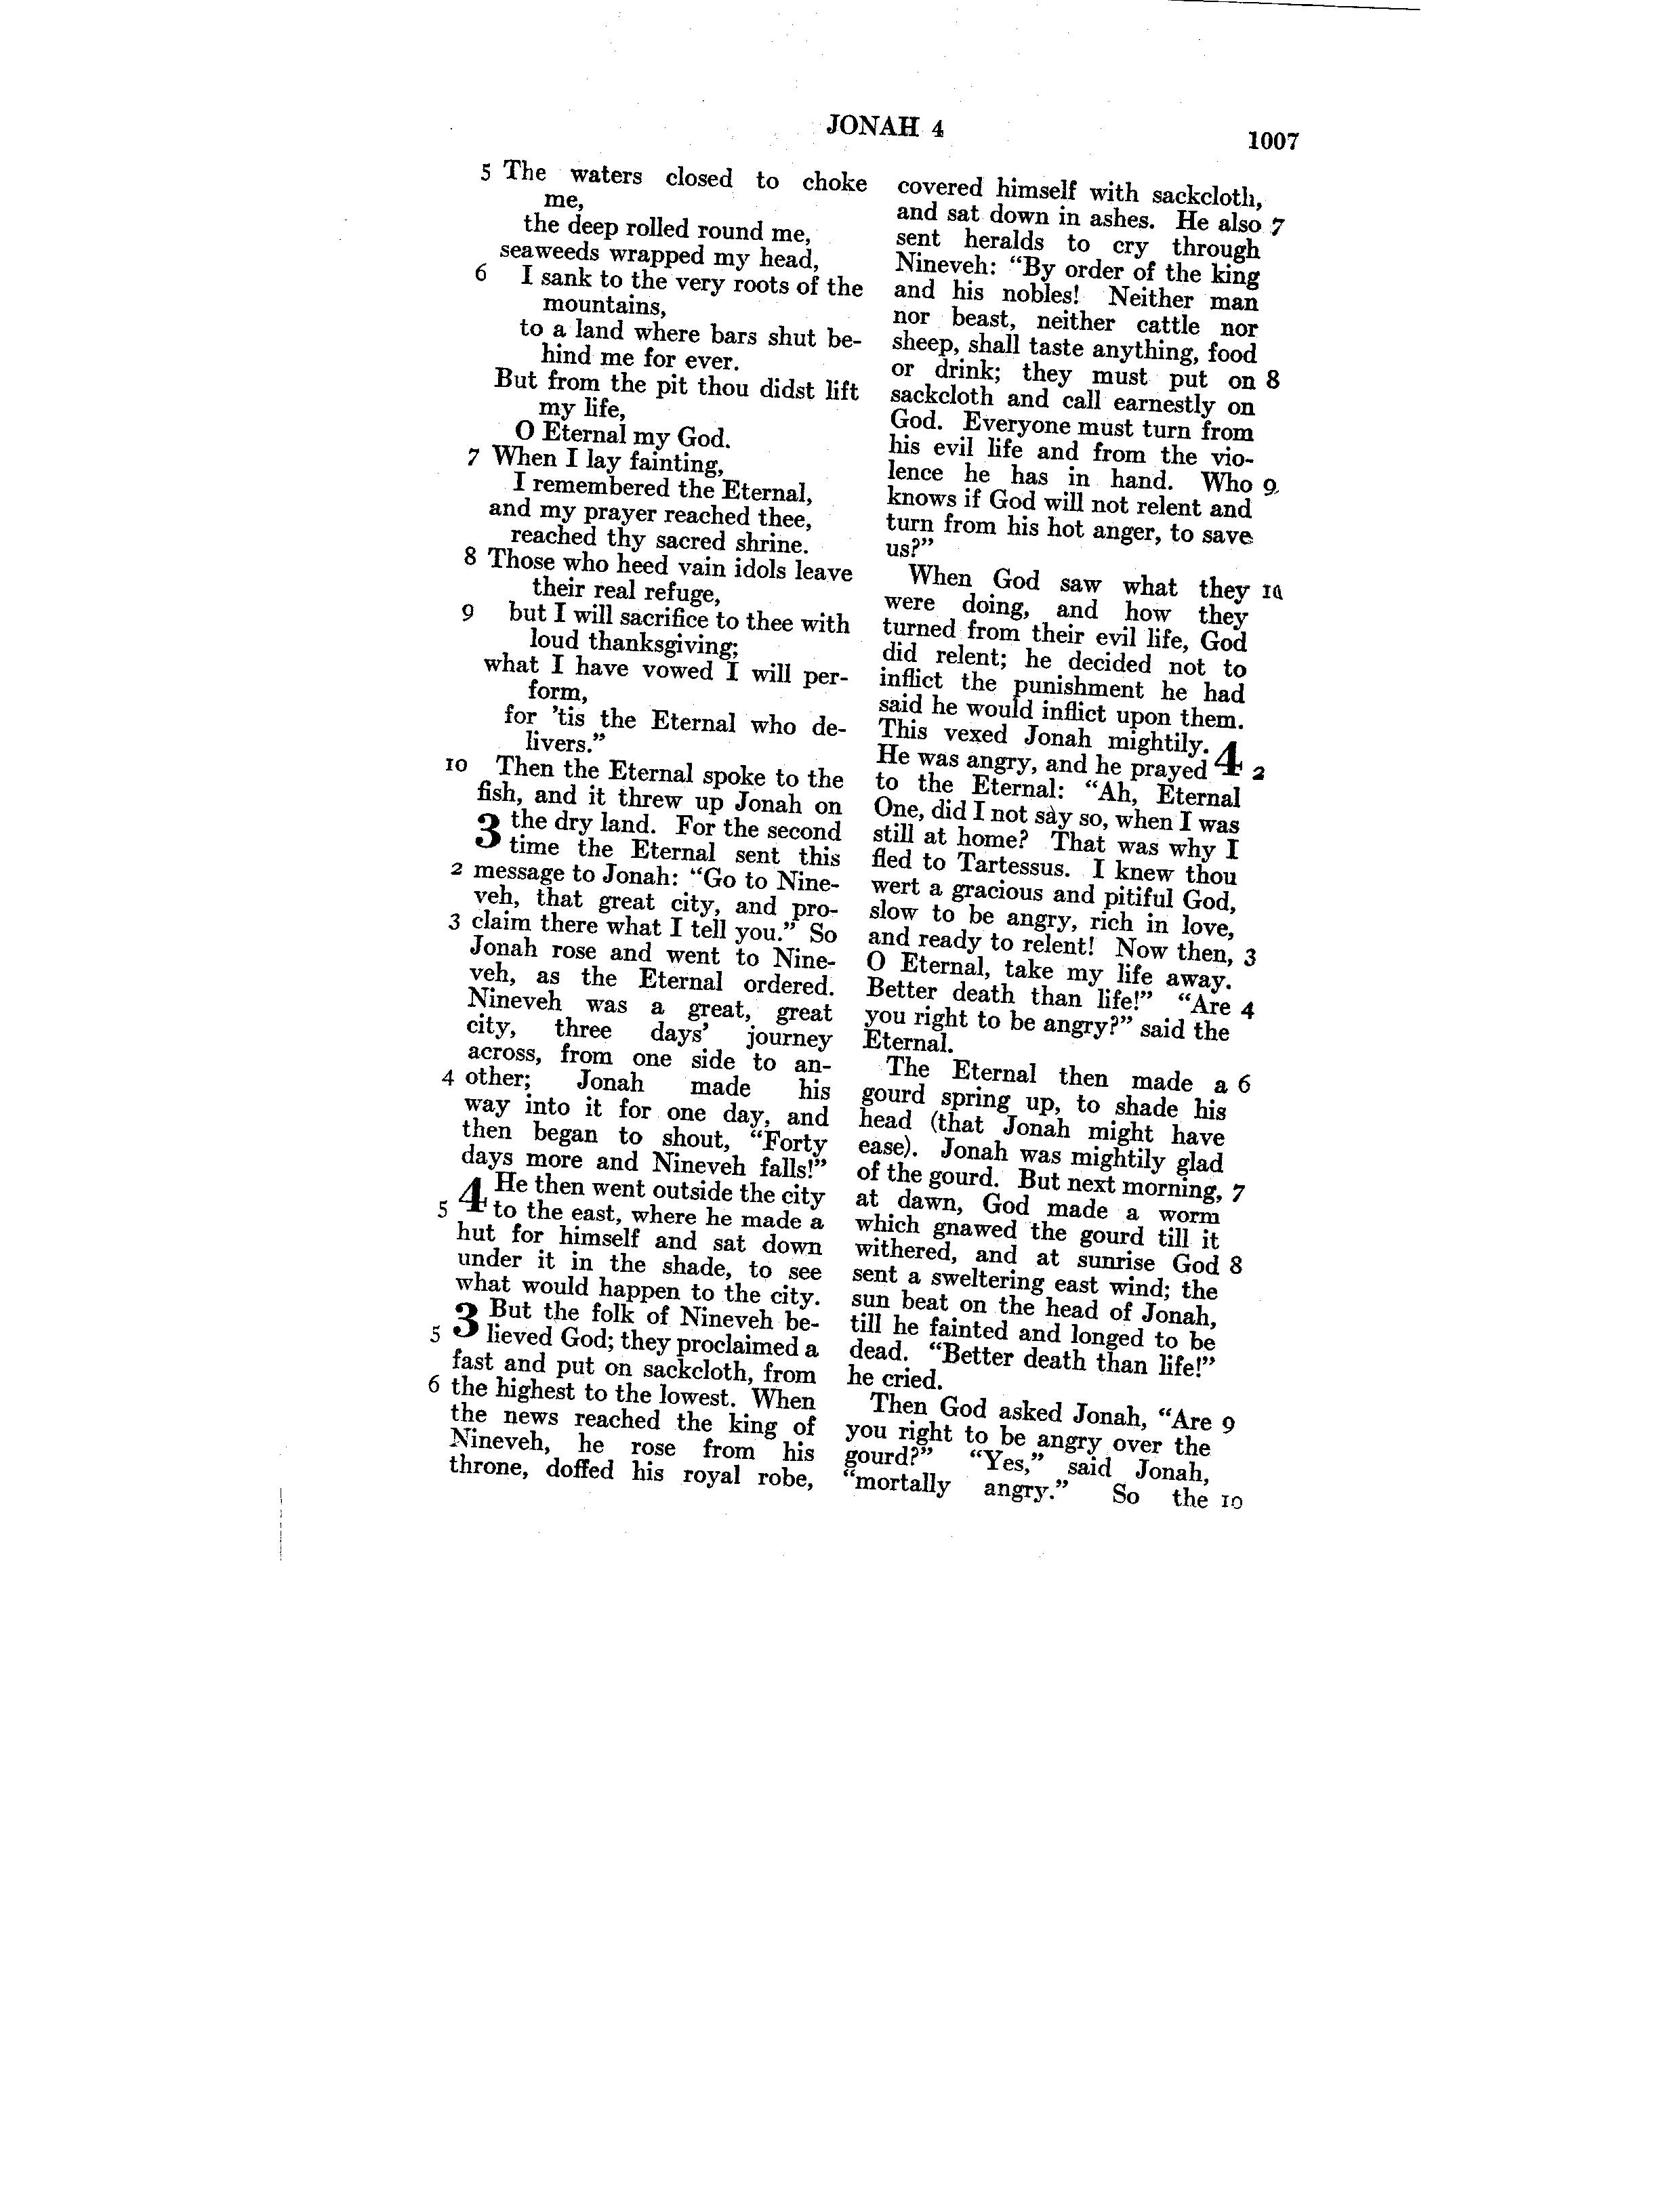 JONAH 4
1007
5 The waters closed to choke
me,
the deep rolled round me,
seaweeds wrapped my head,
6 I sank to the very roots of the
mountains,
to a land where bars shut be-
hind me for ever.
But from the pit thou didst lift
my life,
O Eternal my God.
7 When I lay fainting,
I remembered the Eternal,
and my prayer reached thee,
reached thy sacred shrine.
8 Those who heed vain idols leave
their real refuge,
9 but I will sacrifice to thee with
loud thanksgiving;
what I have vowed I will per-
form,
for 'tis the Eternal who de-
livers."
10 Then the Eternal spoke to the
fish, and it threw up Jonah on
3 the dry land. For the second
time the Eternal sent this
2 message to Jonah: "Go to Nine-
veh, that great city, and pro-
3 claim there what I tell you." So
Jonah rose and went to Nine-
veh, as the Eternal ordered.
Nineveh was a great, great
city, three days' journey
across, from one side to an-
4 other; Jonah made his
way into it for one day, and
then began to shout, "Forty
days more and Nineveh falls!"
4 He then went outside the city
5 to the east, where he made a
hut for himself and sat down
under it in the shade, to see
what would happen to the city.
3 But the folk of Nineveh be-
5 lieved God; they proclaimed a
fast and put on sackcloth, from
6 the highest to the lowest. When
the news reached the king of
Nineveh, he rose from his
throne, doffed his royal robe,
covered himself with sackcloth,
and sat down in ashes. He also 7
sent heralds to cry through
Nineveh: "By order of the king
and his nobles! Neither man
nor beast, neither cattle nor
sheep, shall taste anything, food
or drink; they must put on 8
sackcloth and call earnestly on
God. Everyone must turn from
his evil life and from the vio-
lence he has in hand. Who 9
knows if God will not relent and
turn from his hot anger, to save
us?"
When God saw what they 10
were doing, and how they
turned from their evil life, God
did relent; he decided not to
inflict the punishment he had
said he would inflict upon them.
This vexed Jonah mightily. 4
He was angry, and he prayed 2
to the Eternal: "Ah, Eternal
One, did I not say so, when I was
still at home? That was why I
fled to Tartessus. I knew thou
wert a gracious and pitiful God,
slow to be angry, rich in love,
and ready to relent! Now then, 3
O Eternal, take my life away.
Better death than life!" "Are 4
you right to be angry?" said the
Eternal.
The Eternal then made a 6
gourd spring up, to shade his
head (that Jonah might have
ease). Jonah was mightily glad
of the gourd. But next morning, 7
at dawn, God made a worm
which gnawed the gourd till it
withered, and at sunrise God 8
sent a sweltering east wind; the
sun beat on the head of Jonah,
till he fainted and longed to be
dead. "Better death than life!"
he cried.
Then God asked Jonah, "Are 9
you right to be angry over the
gourd?" "Yes," said Jonah,
"mortally angry." So the 10